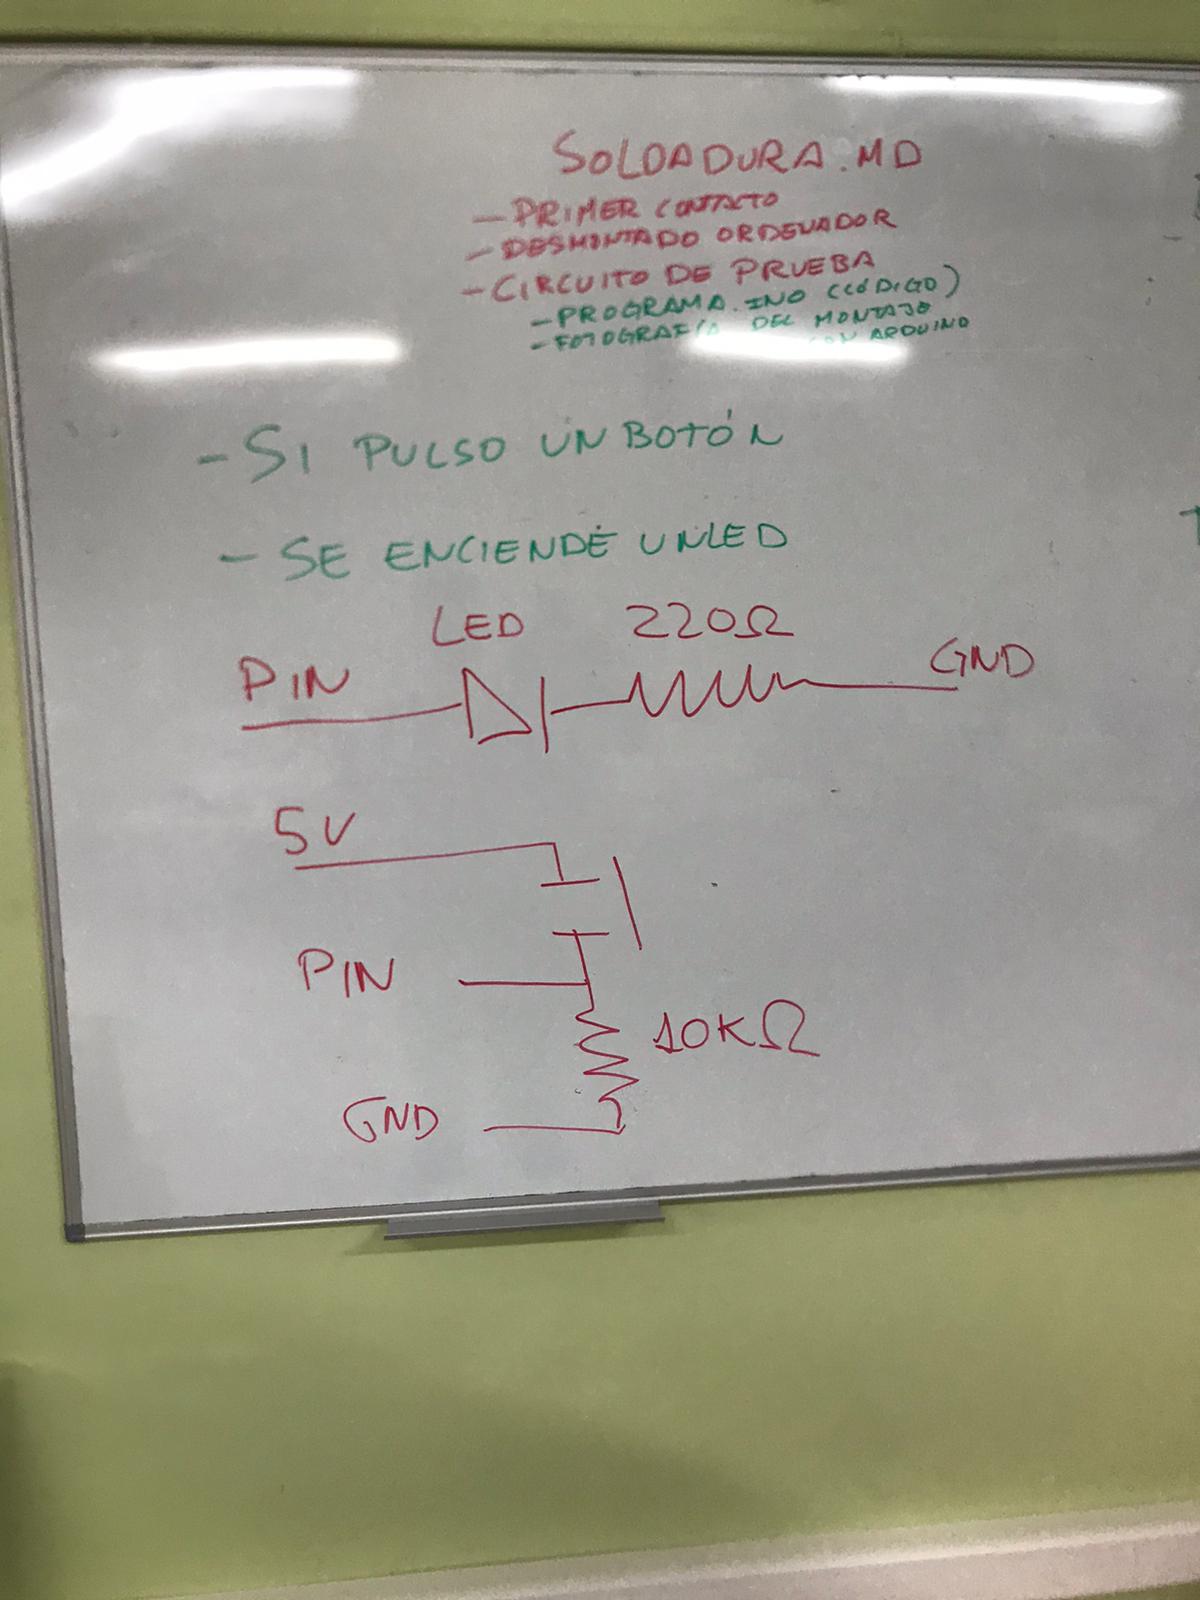 SOLDADURA.MD
- PRIMER CONTACTO
- DESMONTADO ORDENADOR
- CIRCUITO DE PRUEBA
- PROGRAMA.INO (CÓDIGO)
- FOTOGRAFÍA DEL MONTAJE
CON ARDUINO
- SI PULSO UN BOTÓN
- SE ENCIENDE UN LED
LED 220Ω
PIN GND
5V
PIN
10KΩ
GND